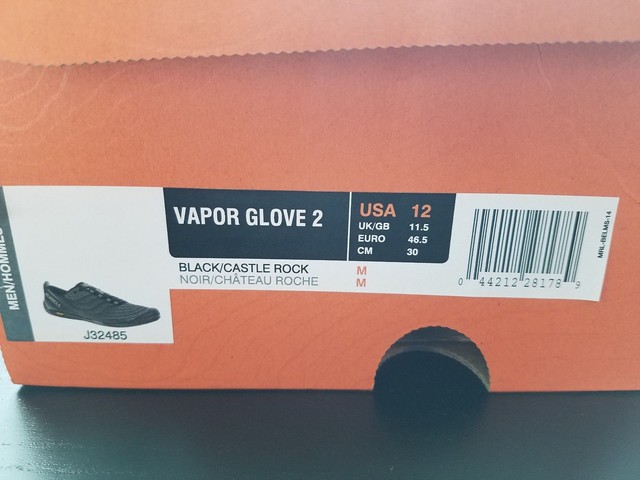 MEN/HOMMES
J32485
VAPOR GLOVE 2
BLACK/CASTLE ROCK
NOIR/CHÂTEAU ROCHE
USA 12
UK/GB 11.5
EURO 46.5
CM 30
M
M
0 44212 28178 9
MRL-BELMS-14